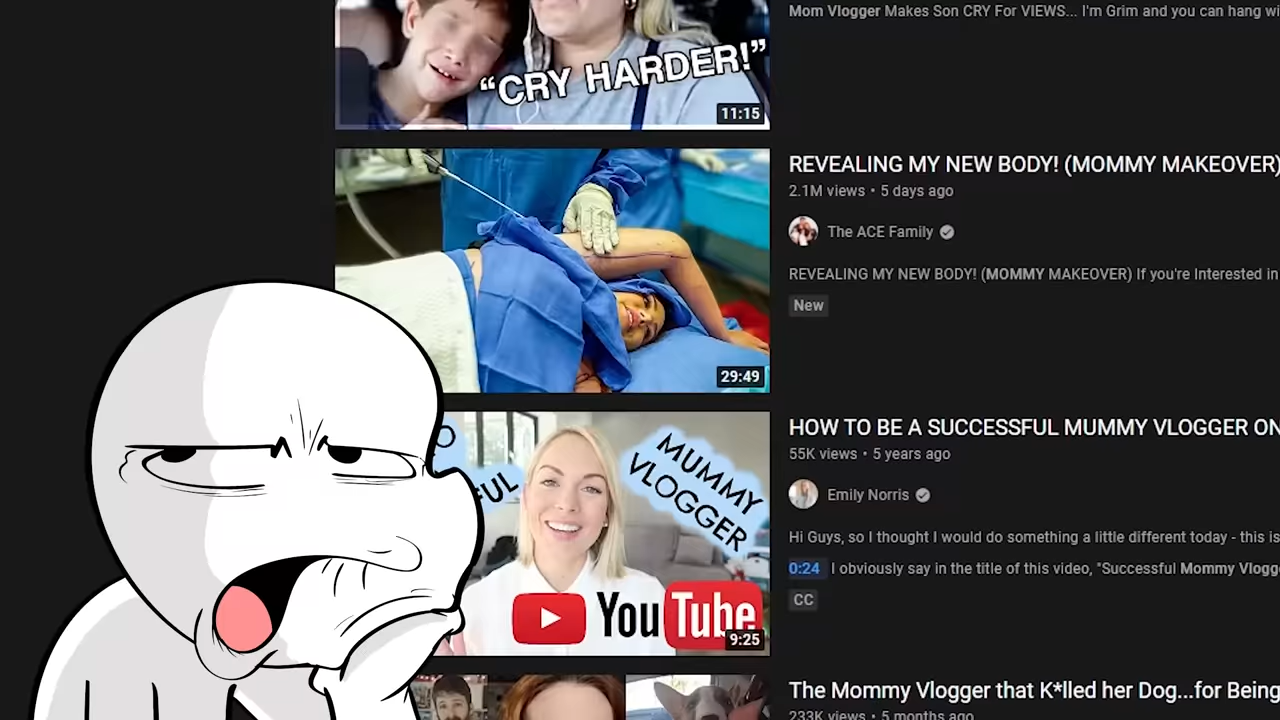 Mom Vlogger Makes Son CRY For VIEWS... I'm Grim and you can hang wi
"CRY HARDER!"
11:15
REVEALING MY NEW BODY! (MOMMY MAKEOVER)
2.1M views • 5 days ago
The ACE Family
REVEALING MY NEW BODY! (MOMMY MAKEOVER) If you're Interested in
New
29:49
HOW TO BE A SUCCESSFUL MUMMY VLOGGER ON
55K views • 5 years ago
Emily Norris
Hi Guys, so I thought I would do something a little different today - this is
0:24 I obviously say in the title of this video, "Successful Mommy Vlogge
CC
O
FUL
MUMMY
VLOGGER
YouTube
9:25
The Mommy Vlogger that K*lled her Dog...for Being
233K views • 5 months ago